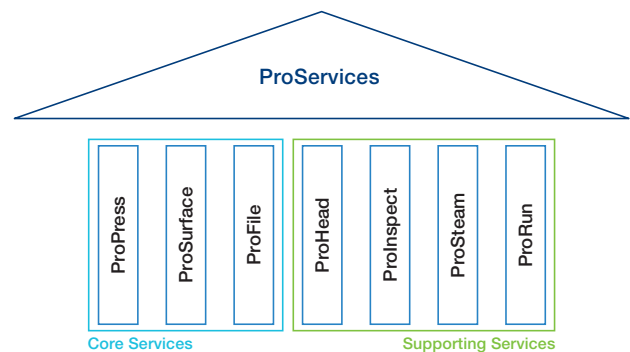 ProServices
ProPress
ProSurface
ProFile
ProHead
ProInspect
ProSteam
ProRun
Core Services
Supporting Services